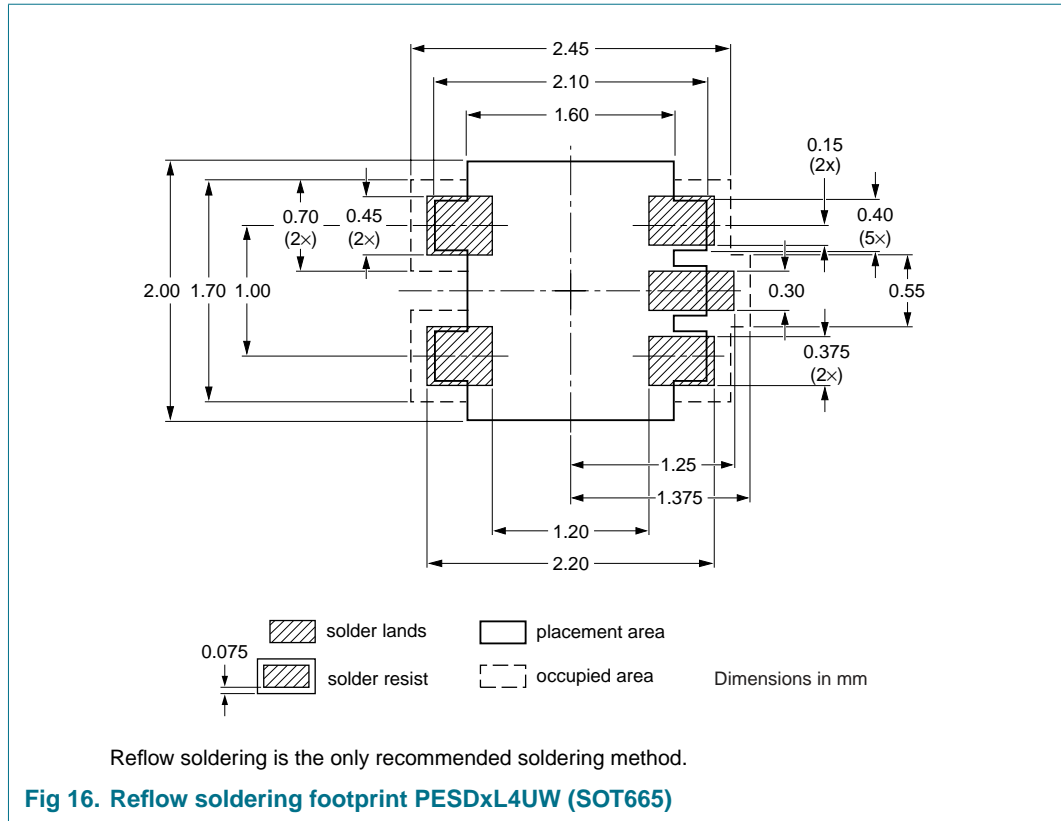 2.45
2.10
1.60
0.15
(2x)
0.70
(2×)
0.45
(2×)
0.40
(5×)
2.00
1.70
1.00
0.30
0.55
0.375
(2×)
1.25
1.375
1.20
2.20
solder lands
placement area
0.075
solder resist
occupied area
Dimensions in mm
Reflow soldering is the only recommended soldering method.
Fig 16. Reflow soldering footprint PESDxL4UW (SOT665)